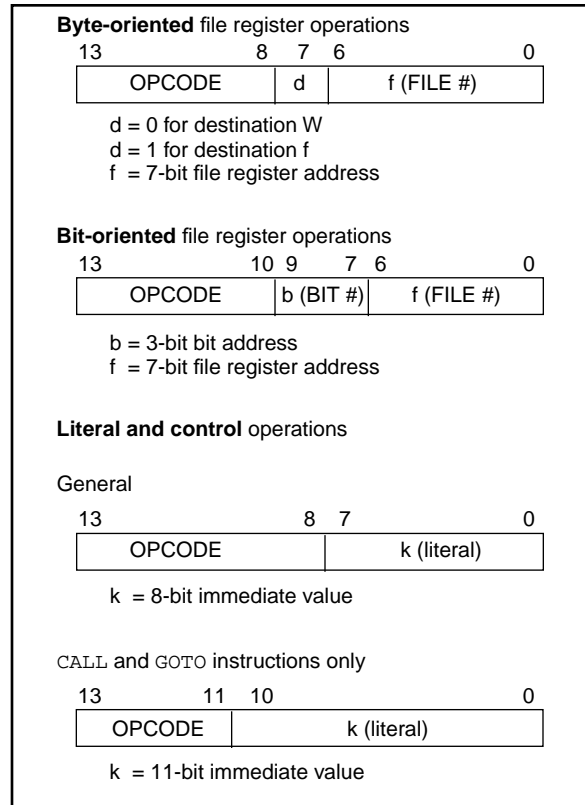 Byte-oriented file register operations
13 8 7 6 0
OPCODE d f (FILE #)
d = 0 for destination W
d = 1 for destination f
f = 7-bit file register address
Bit-oriented file register operations
13 10 9 7 6 0
OPCODE b (BIT #) f (FILE #)
b = 3-bit bit address
f = 7-bit file register address
Literal and control operations
General
13 8 7 0
OPCODE k (literal)
k = 8-bit immediate value
CALL and GOTO instructions only
13 11 10 0
OPCODE k (literal)
k = 11-bit immediate value